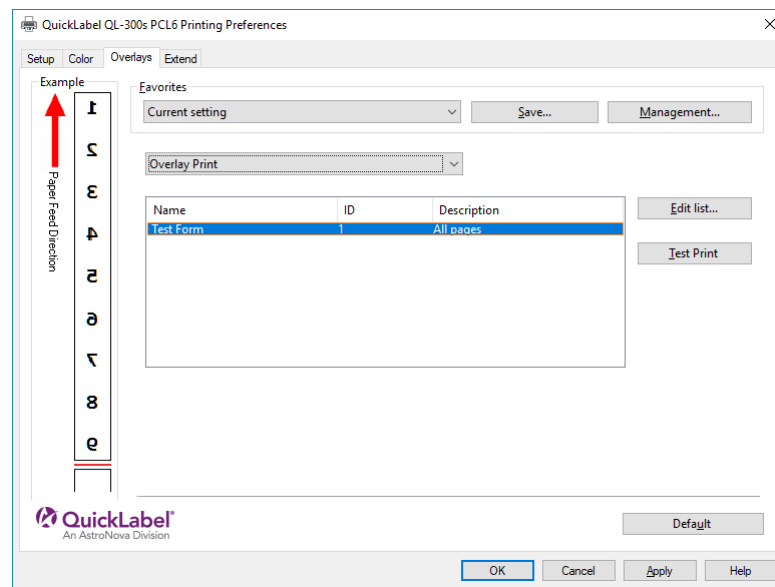 QuickLabel QL-300s PCL6 Printing Preferences
Setup Color Overlays Extend
Example
1
2
3
4
5
6
7
8
9
Paper Feed Direction
Favorites
Current setting Save... Management...
Overlay Print
Name ID Description
Test Form 1 All pages
Edit list...
Test Print
QuickLabel®
An AstroNova Division
Default
OK Cancel Apply Help